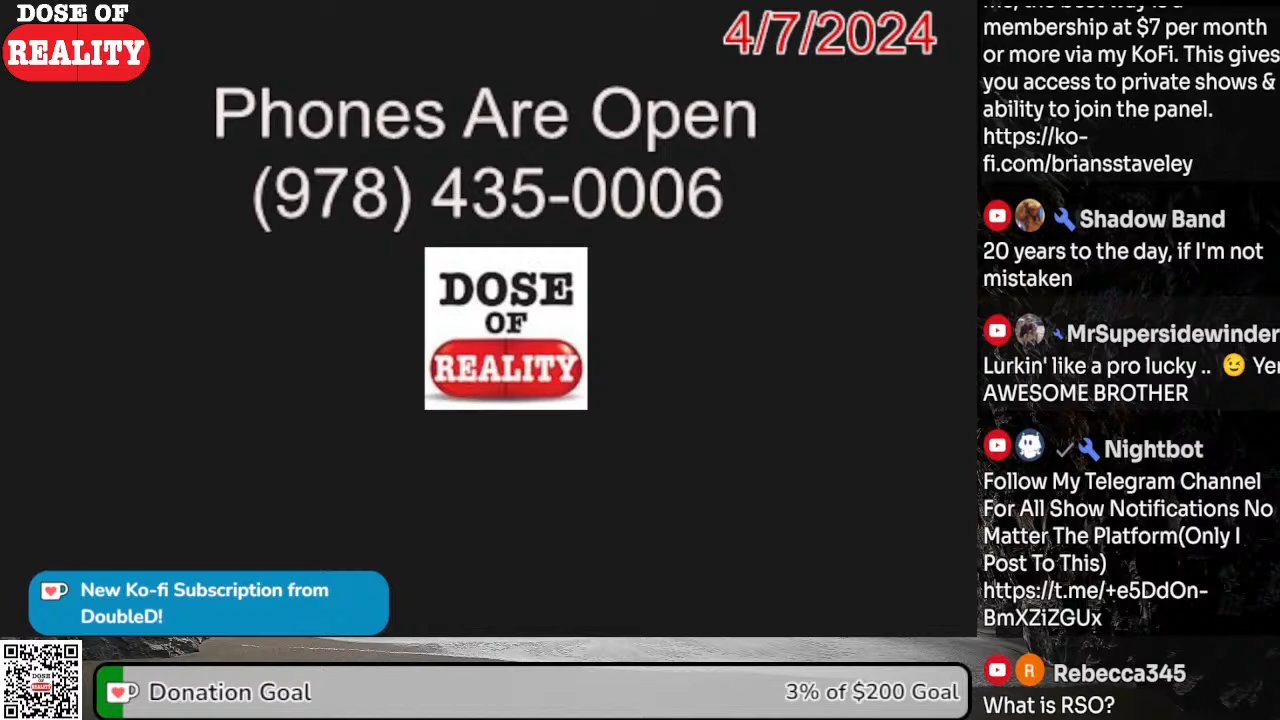 DOSE OF
REALITY
4/7/2024
Phones Are Open
(978) 435-0006
DOSE
OF
REALITY
New Ko-fi Subscription from
DoubleD!
Donation Goal
3% of $200 Goal
membership at $7 per month
or more via my KoFi. This gives
you access to private shows &
ability to join the panel.
https://ko-
fi.com/briansstaveley
Shadow Band
20 years to the day, if I'm not
mistaken
MrSupersidewinder
Lurkin' like a pro lucky .. 😉 Yer
AWESOME BROTHER
Nightbot
Follow My Telegram Channel
For All Show Notifications No
Matter The Platform(Only I
Post To This)
https://t.me/+e5DdOn-
BmXZiZGUx
R Rebecca345
What is RSO?